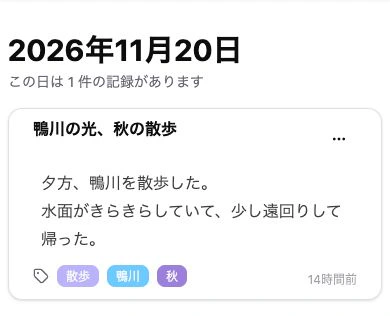 2026年11月20日
この日は 1 件の記録があります
鴨川の光、秋の散歩
...
夕方、鴨川を散歩した。
水面がきらきらしていて、少し遠回りして
帰った。
散歩 鴨川 秋
14時間前